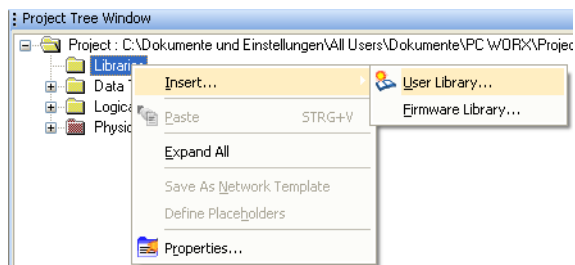 Project Tree Window
Project : C:\Dokumente und Einstellungen\All Users\Dokumente\PC WORX\Projec
Libraries
Data T
Logica
Physic
Insert...
Paste STRG+V
Expand All
Save As Network Template
Define Placeholders
Properties...
User Library...
Firmware Library...